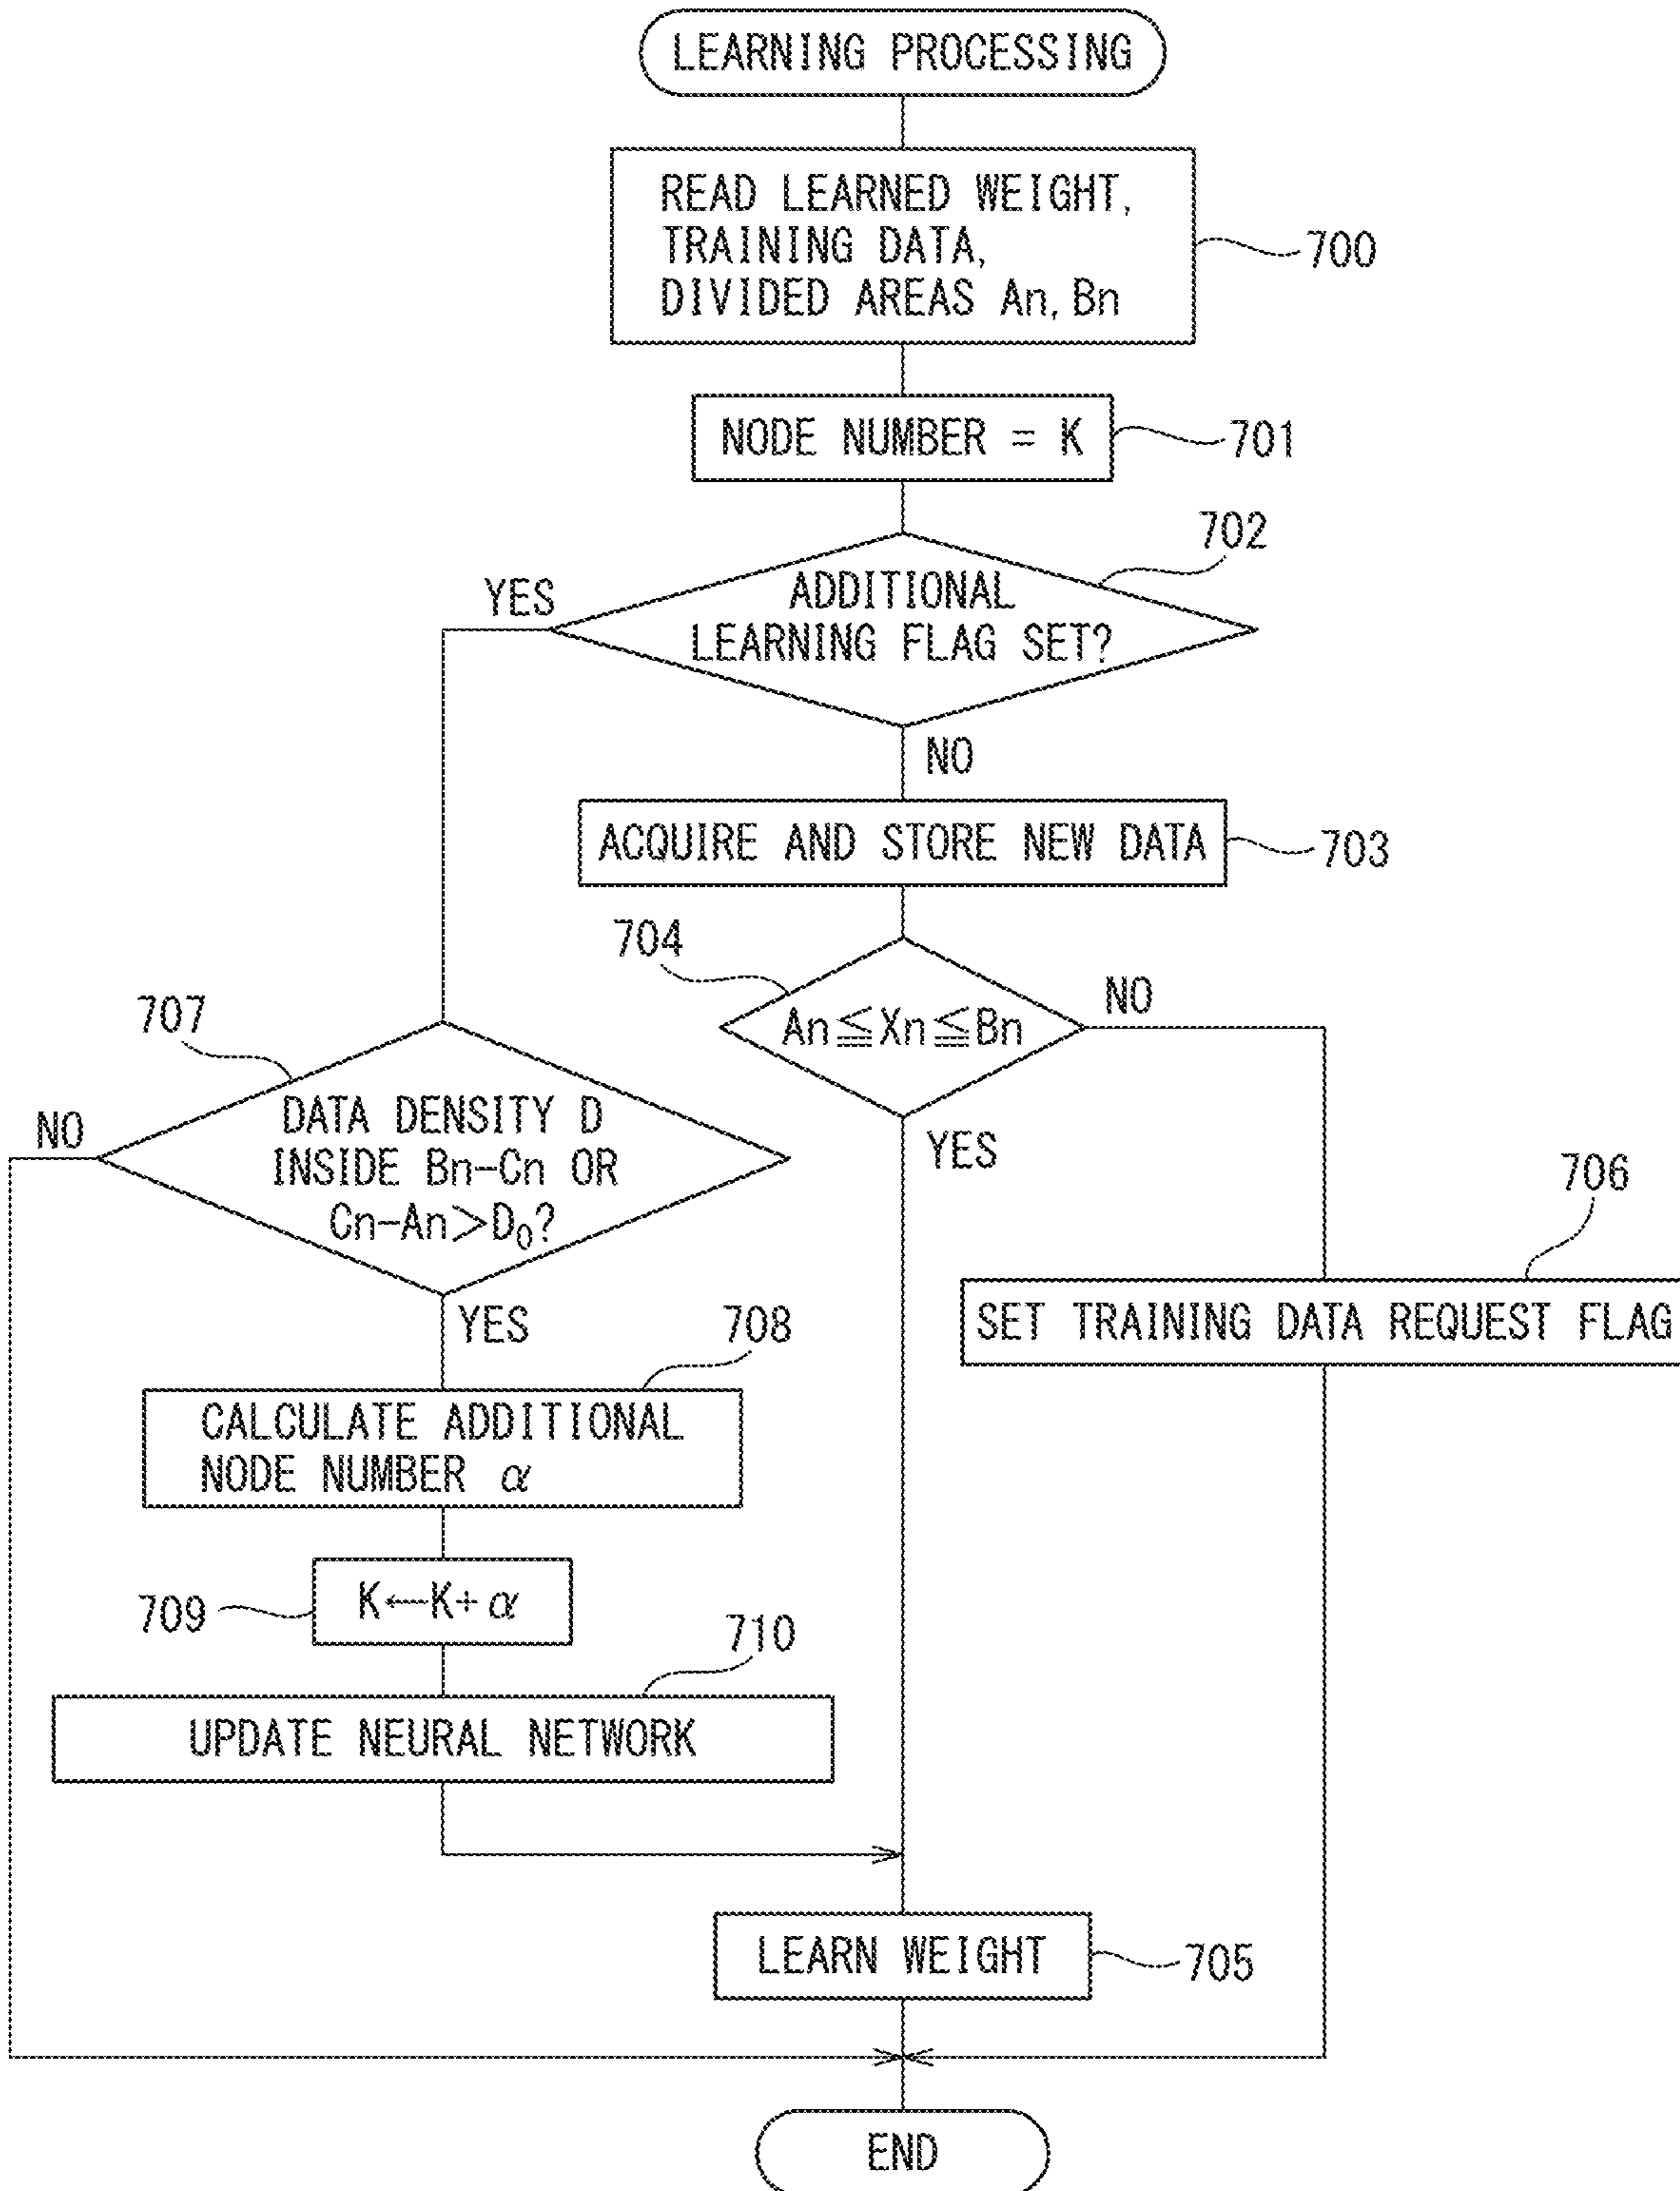 LEARNING PROCESSING
READ LEARNED WEIGHT,
TRAINING DATA,
DIVIDED AREAS An, Bn
700
NODE NUMBER = K
701
702
ADDITIONAL
LEARNING FLAG SET?
YES
NO
ACQUIRE AND STORE NEW DATA
703
704
An≦Xn≦Bn
NO
YES
707
DATA DENSITY D
INSIDE Bn-Cn OR
Cn-An>D₀?
NO
YES
706
SET TRAINING DATA REQUEST FLAG
708
CALCULATE ADDITIONAL
NODE NUMBER α
K←K+α
709
710
UPDATE NEURAL NETWORK
LEARN WEIGHT
705
END